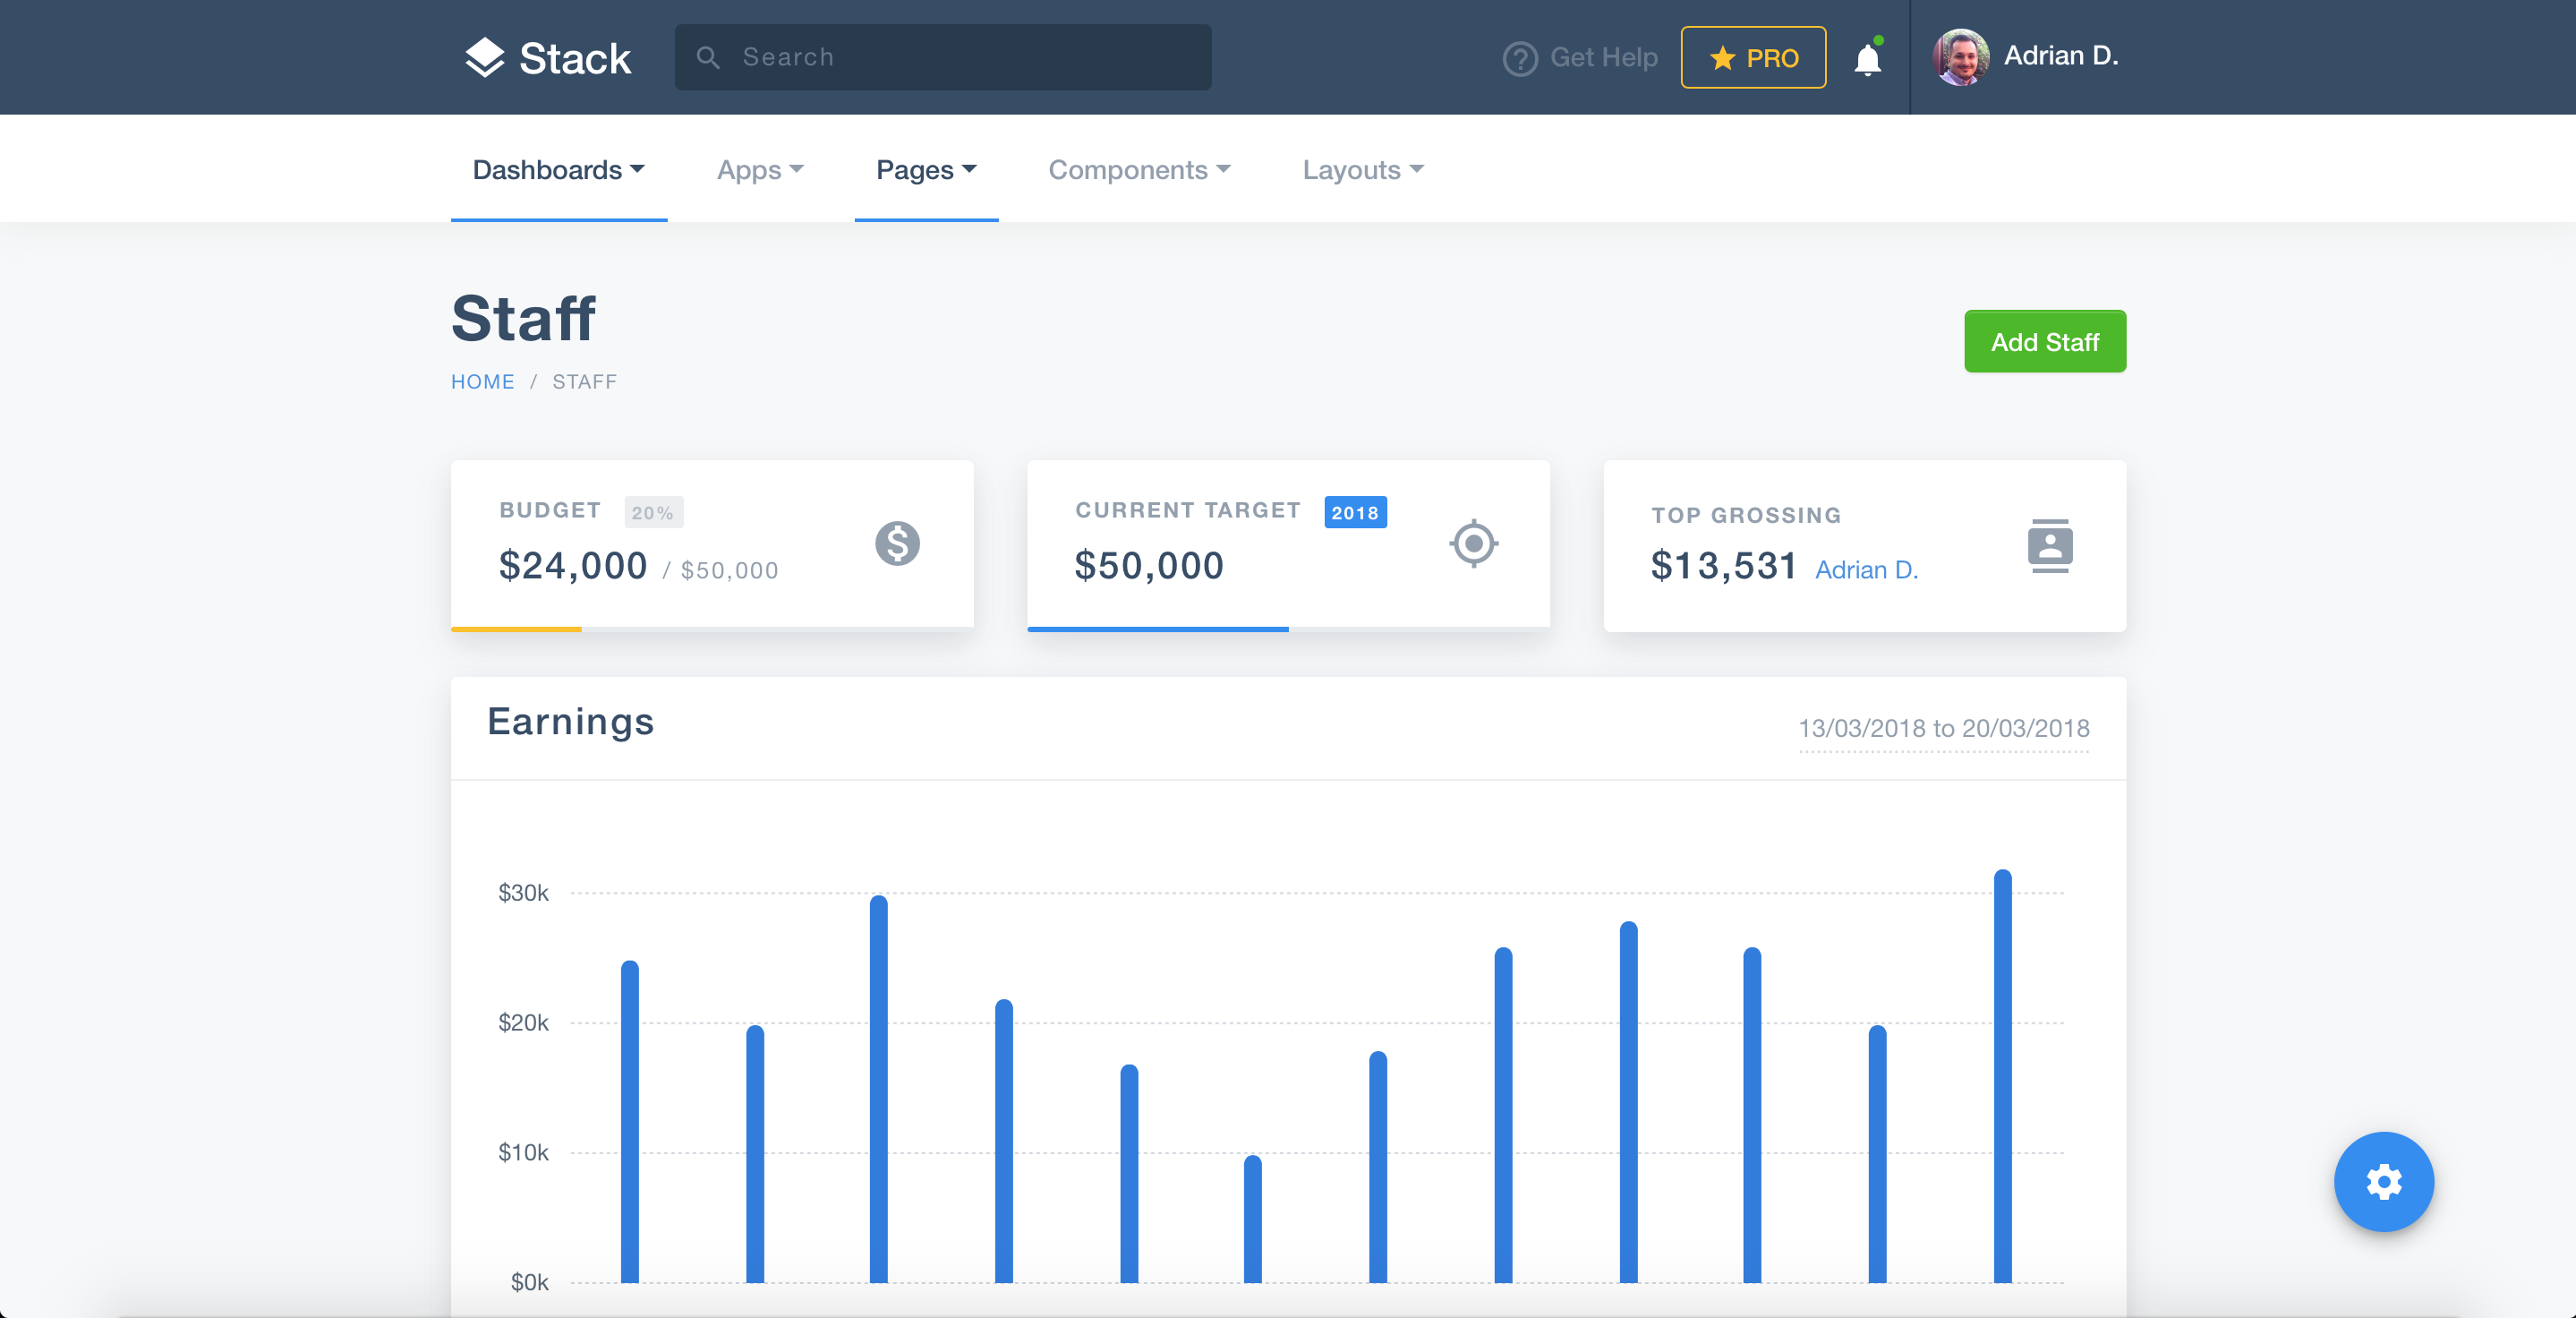 Stack
Search
Get Help
PRO
Adrian D.
Dashboards
Apps
Pages
Components
Layouts
Staff
HOME / STAFF
Add Staff
BUDGET 20%
$24,000 / $50,000
CURRENT TARGET 2018
$50,000
TOP GROSSING
$13,531 Adrian D.
Earnings
13/03/2018 to 20/03/2018
$30k
$20k
$10k
$0k